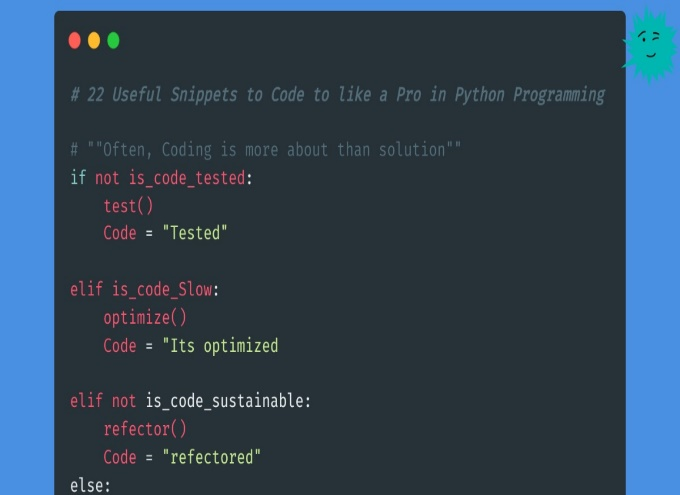 # 22 Useful Snippets to Code to like a Pro in Python Programming
# ""Often, Coding is more about than solution""
if not is_code_tested:
test()
Code = "Tested"
elif is_code_Slow:
optimize()
Code = "Its optimized
elif not is_code_sustainable:
refector()
Code = "refectored"
else: